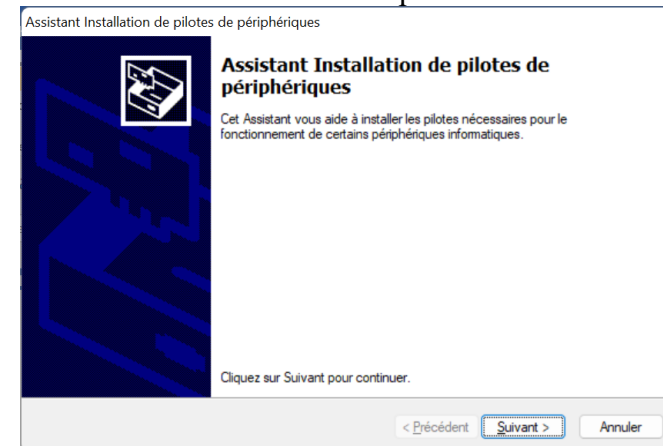 Assistant Installation de pilotes de périphériques
Assistant Installation de pilotes de
périphériques
Cet Assistant vous aide à installer les pilotes nécessaires pour le
fonctionnement de certains périphériques informatiques.
Cliquez sur Suivant pour continuer.
< Précédent Suivant > Annuler